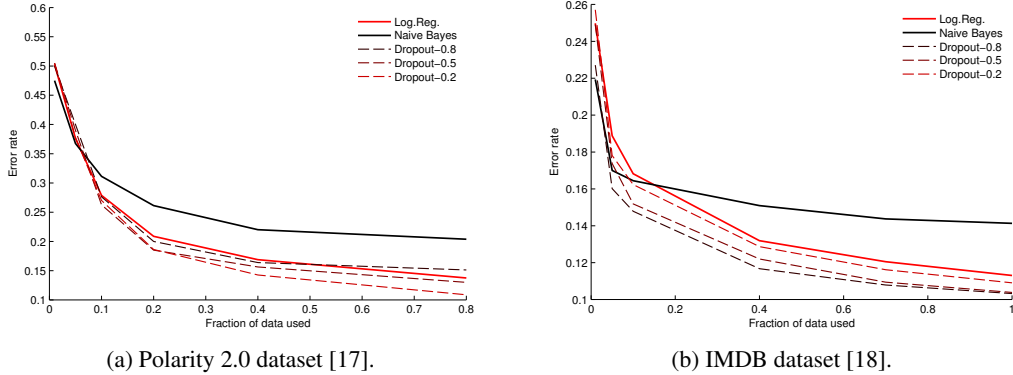 0.6
0.55
0.5
0.45
0.4
0.35
0.3
0.25
0.2
0.15
0.1
Error rate
0 0.1 0.2 0.3 0.4 0.5 0.6 0.7 0.8
Fraction of data used
Log.Reg.
Naive Bayes
Dropout−0.8
Dropout−0.5
Dropout−0.2
(a) Polarity 2.0 dataset [17].
0.26
0.24
0.22
0.2
0.18
0.16
0.14
0.12
0.1
Error rate
0 0.2 0.4 0.6 0.8 1
Fraction of data used
Log.Reg.
Naive Bayes
Dropout−0.8
Dropout−0.5
Dropout−0.2
(b) IMDB dataset [18].